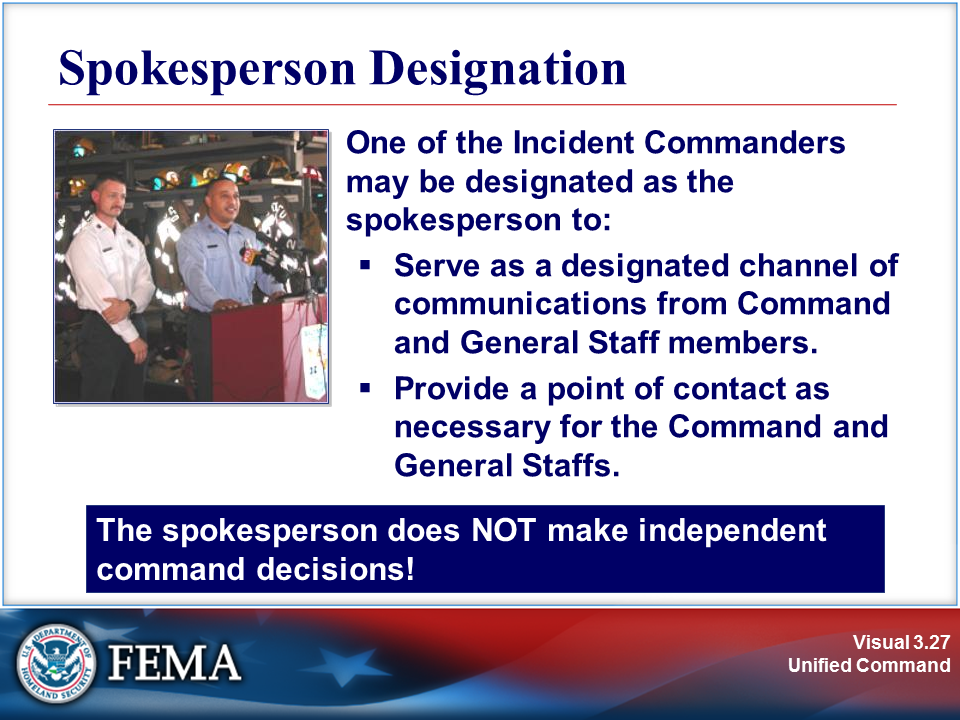 Spokesperson Designation
One of the Incident Commanders
may be designated as the
spokesperson to:
▪ Serve as a designated channel of
communications from Command
and General Staff members.
▪ Provide a point of contact as
necessary for the Command and
General Staffs.
The spokesperson does NOT make independent
command decisions!
U.S. DEPARTMENT OF
HOMELAND SECURITY
FEMA
Visual 3.27
Unified Command